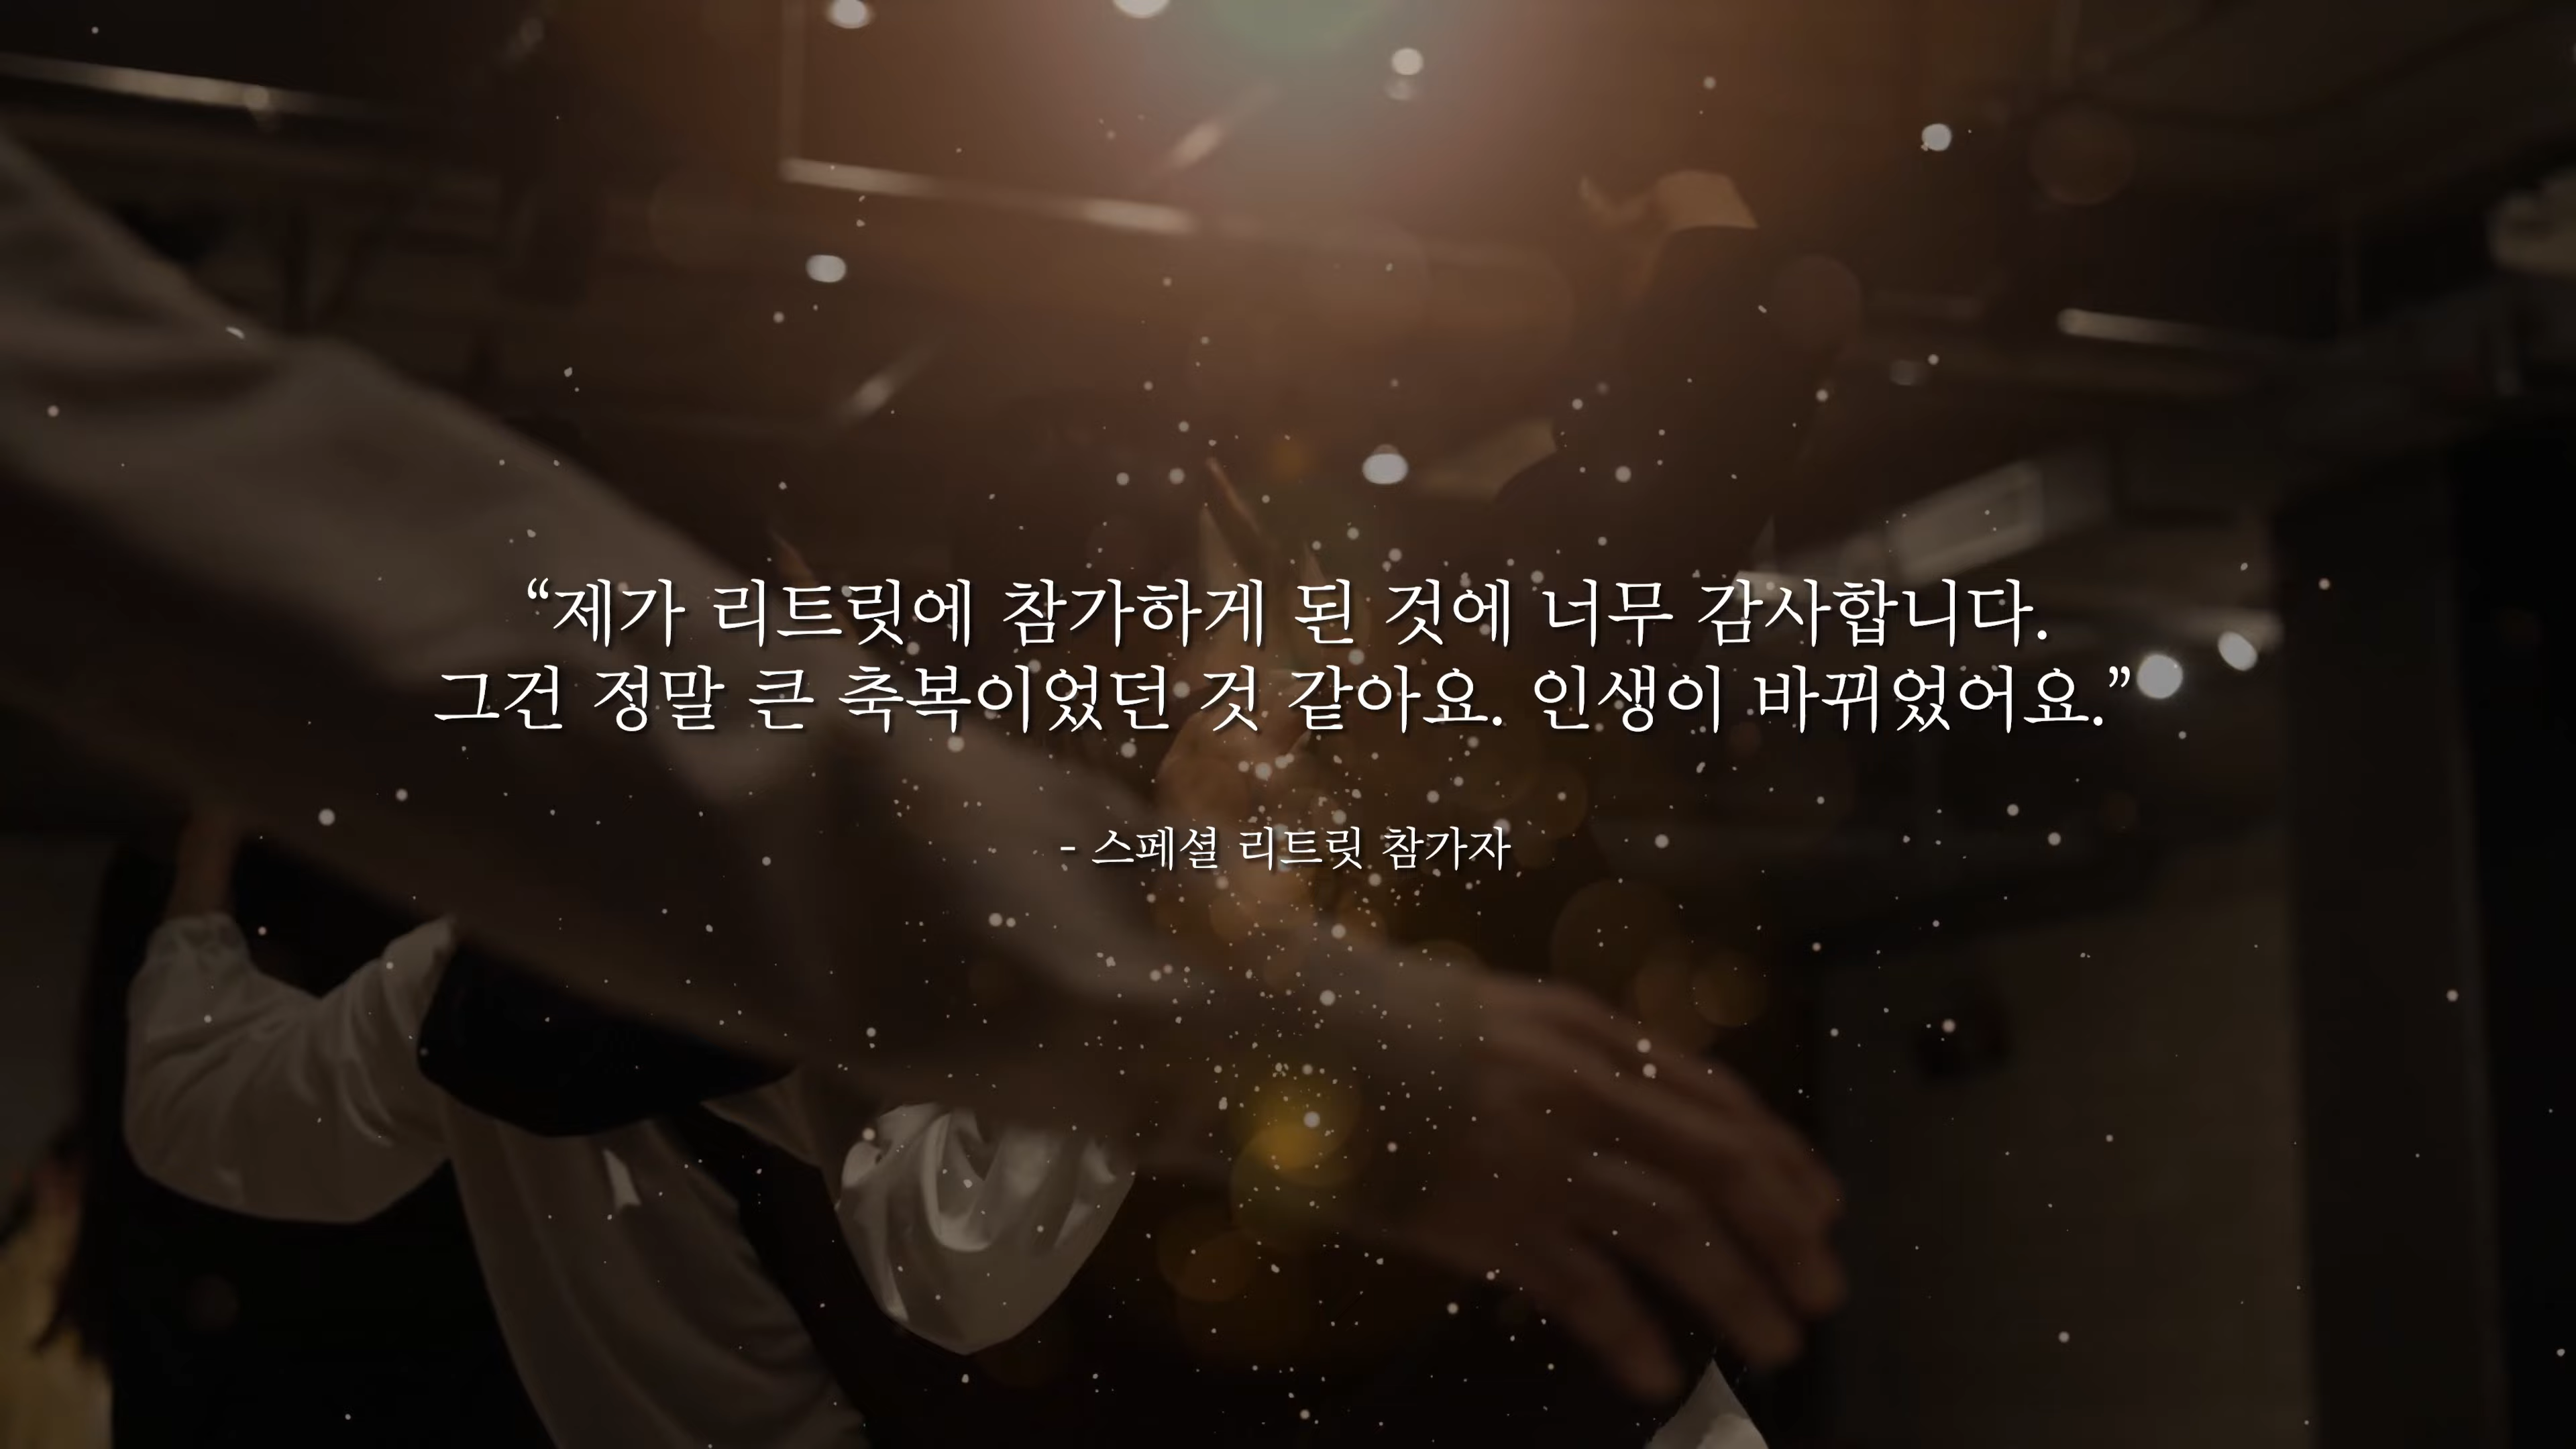 “제가 리트릿에 참가하게 된 것에 너무 감사합니다.
그건 정말 큰 축복이었던 것 같아요. 인생이 바뀌었어요.”
- 스페셜 리트릿 참가자